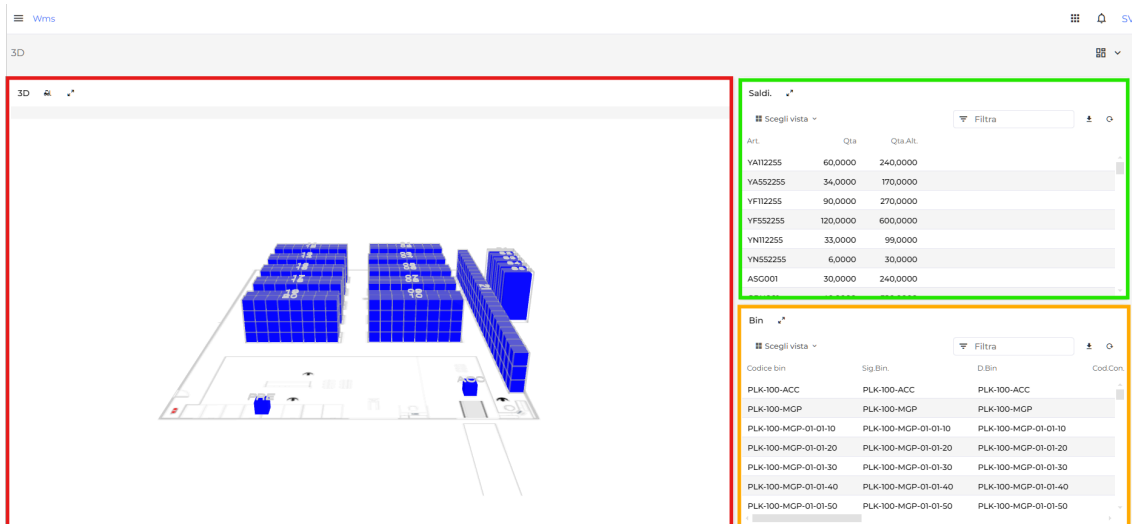 Wms
SV
3D
3D
Saldi.
Scegli vista
Filtra
Art. Qta Qta.Alt.
YA112255 60,0000 240,0000
YA552255 34,0000 170,0000
YF112255 90,0000 270,0000
YF552255 120,0000 600,0000
YN112255 33,0000 99,0000
YN552255 6,0000 30,0000
ASG001 30,0000 240,0000
Bin
Scegli vista
Filtra
Codice bin Sig.Bin. D.Bin Cod.Con.
PLK-100-ACC PLK-100-ACC PLK-100-ACC
PLK-100-MGP PLK-100-MGP PLK-100-MGP
PLK-100-MGP-01-01-10 PLK-100-MGP-01-01-10 PLK-100-MGP-01-01-10
PLK-100-MGP-01-01-20 PLK-100-MGP-01-01-20 PLK-100-MGP-01-01-20
PLK-100-MGP-01-01-30 PLK-100-MGP-01-01-30 PLK-100-MGP-01-01-30
PLK-100-MGP-01-01-40 PLK-100-MGP-01-01-40 PLK-100-MGP-01-01-40
PLK-100-MGP-01-01-50 PLK-100-MGP-01-01-50 PLK-100-MGP-01-01-50
ACC
PRE